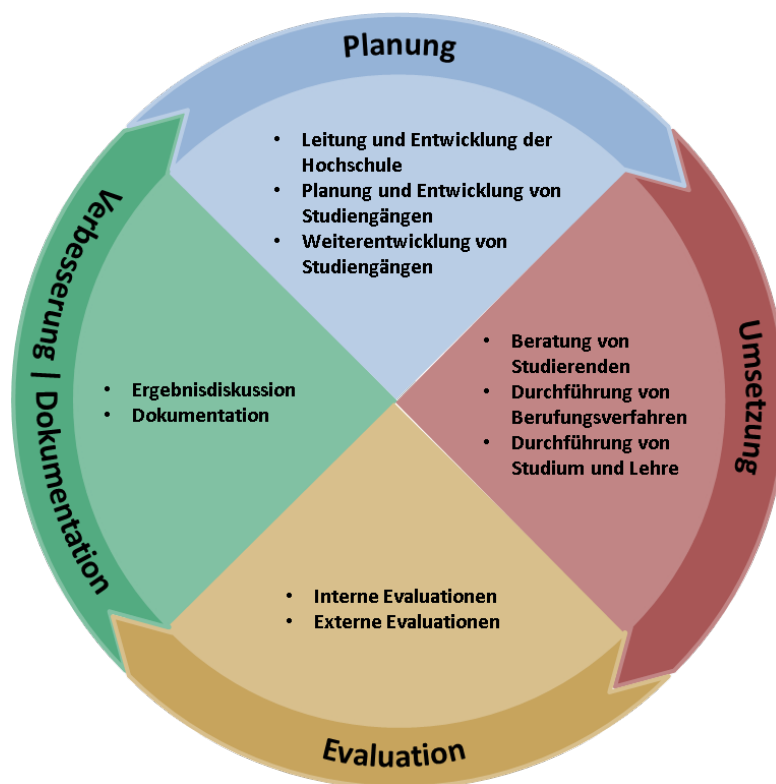 Planung
• Leitung und Entwicklung der
Hochschule
• Planung und Entwicklung von
Studiengängen
• Weiterentwicklung von
Studiengängen
Umsetzung
• Beratung von
Studierenden
• Durchführung von
Berufungsverfahren
• Durchführung von
Studium und Lehre
Evaluation
• Interne Evaluationen
• Externe Evaluationen
Verbesserung | Dokumentation
• Ergebnisdiskussion
• Dokumentation